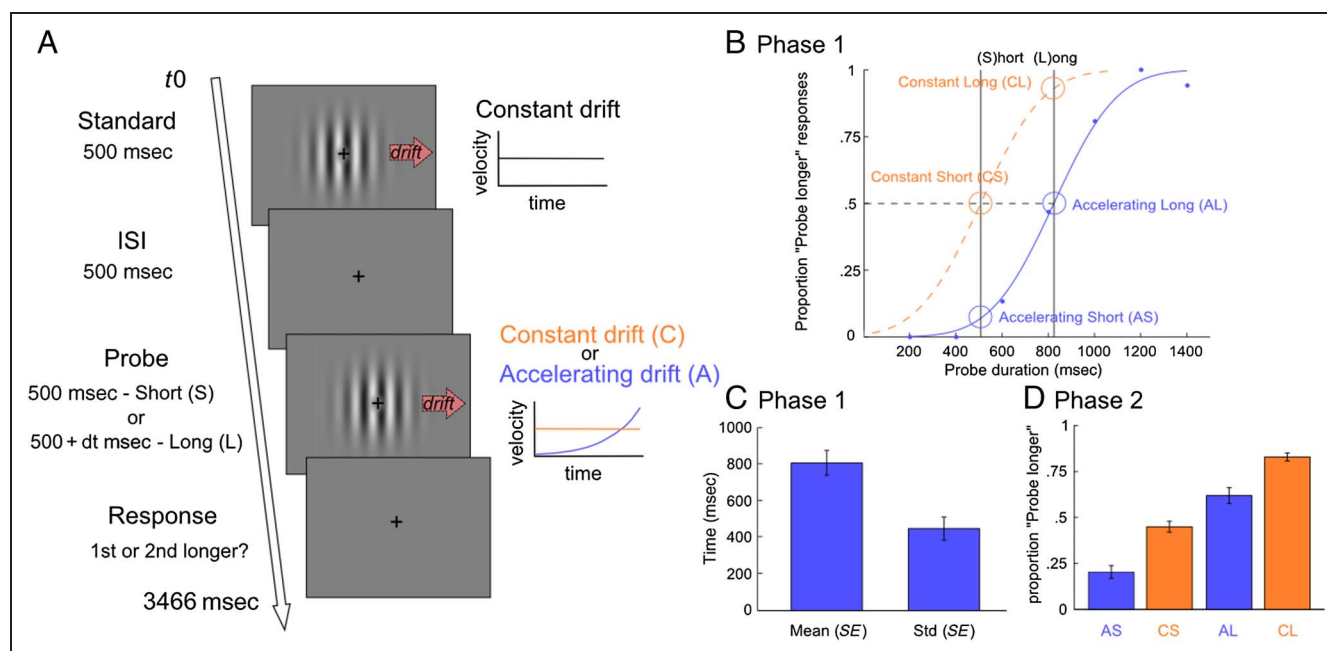 A
t0
Standard
500 msec
drift
Constant drift
velocity
time
ISI
500 msec
Probe
500 msec - Short (S)
or
500 + dt msec - Long (L)
drift
Constant drift (C)
or
Accelerating drift (A)
velocity
time
Response
1st or 2nd longer?
3466 msec
B Phase 1
(S)hort (L)ong
Proportion "Probe longer" responses
1
.75
.5
.25
0
Constant Long (CL)
Constant Short (CS)
Accelerating Long (AL)
Accelerating Short (AS)
200 400 600 800 1000 1200 1400
Probe duration (msec)
C Phase 1
Time (msec)
1000
800
600
400
200
0
Mean (SE) Std (SE)
D Phase 2
proportion "Probe longer"
1
.75
.5
.25
0
AS CS AL CL